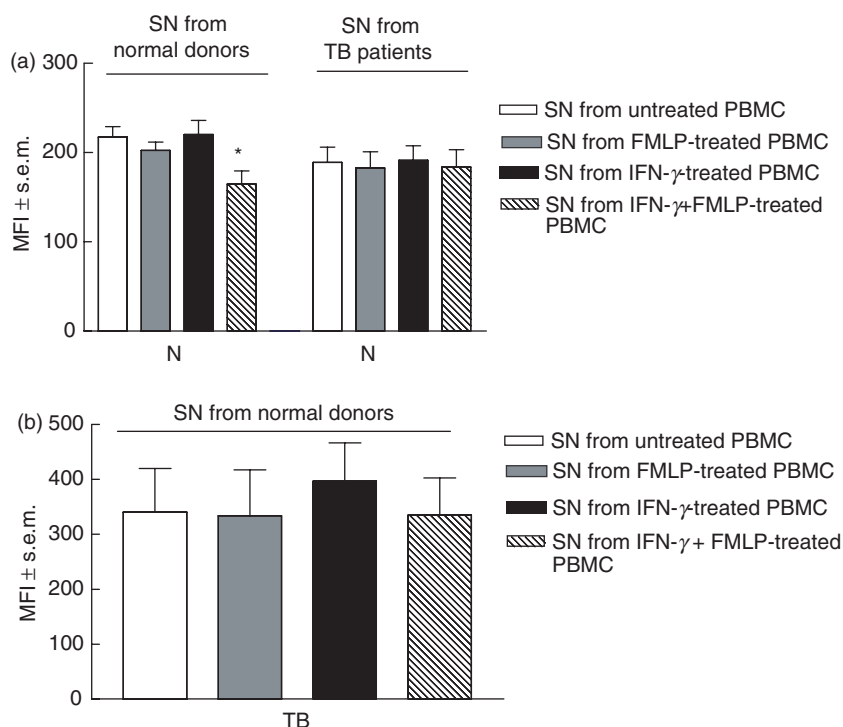 SN from
normal donors
SN from
TB patients
(a)
300
200
100
0
MFI ± s.e.m.
*
N
N
SN from untreated PBMC
SN from FMLP-treated PBMC
SN from IFN-γ-treated PBMC
SN from IFN-γ+FMLP-treated
PBMC
(b)
SN from normal donors
500
400
300
200
100
0
MFI ± s.e.m.
TB
SN from untreated PBMC
SN from FMLP-treated PBMC
SN from IFN-γ-treated PBMC
SN from IFN-γ + FMLP-treated
PBMC